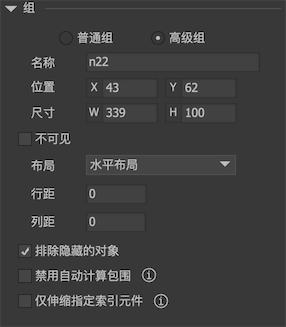 组
普通组 高级组
名称 n22
位置 X 43 Y 62
尺寸 W 339 H 100
不可见
布局 水平布局
行距 0
列距 0
排除隐藏的对象
禁用自动计算包围
仅伸缩指定索引元件